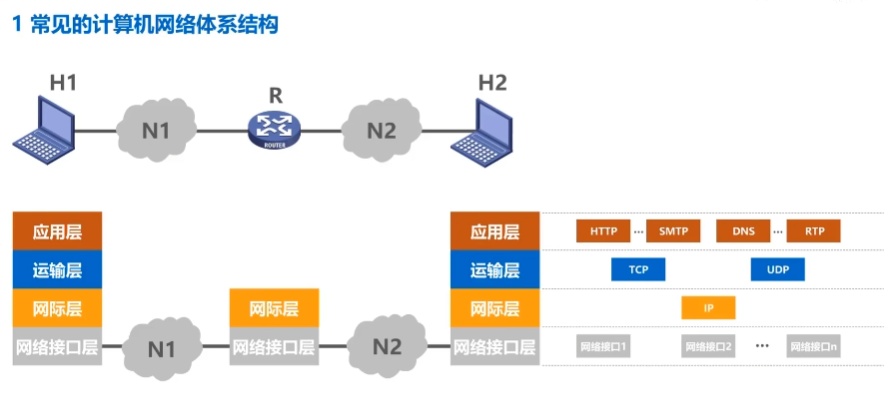 1 常见的计算机网络体系结构
H1
R
H2
N1
N2
ROUTER
应用层
应用层
HTTP ··· SMTP
DNS ··· RTP
运输层
运输层
TCP
UDP
网际层
网际层
网际层
IP
网络接口层
N1
网络接口层
N2
网络接口层
网络接口1
网络接口2
···
网络接口n